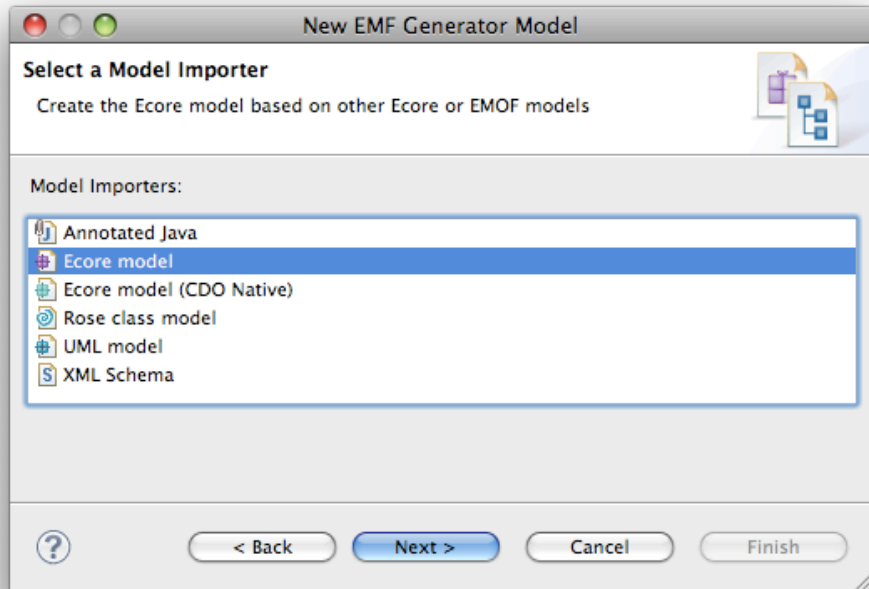 New EMF Generator Model
Select a Model Importer
Create the Ecore model based on other Ecore or EMOF models
Model Importers:
Annotated Java
Ecore model
Ecore model (CDO Native)
Rose class model
UML model
XML Schema
? < Back Next > Cancel Finish